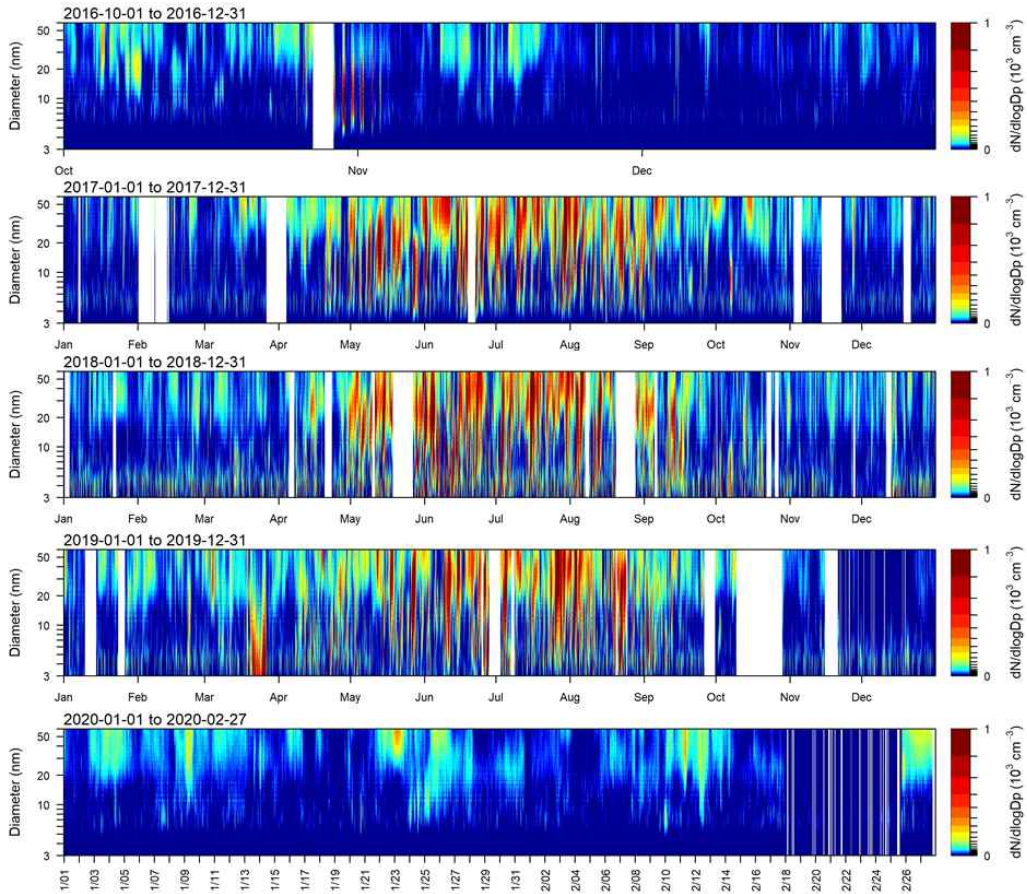 2016-10-01 to 2016-12-31
Diameter (nm)
50
20
10
3
Oct Nov Dec
1
0
dN/dlogDp (10³ cm⁻³)
2017-01-01 to 2017-12-31
Diameter (nm)
50
20
10
3
Jan Feb Mar Apr May Jun Jul Aug Sep Oct Nov Dec
1
0
dN/dlogDp (10³ cm⁻³)
2018-01-01 to 2018-12-31
Diameter (nm)
50
20
10
3
Jan Feb Mar Apr May Jun Jul Aug Sep Oct Nov Dec
1
0
dN/dlogDp (10³ cm⁻³)
2019-01-01 to 2019-12-31
Diameter (nm)
50
20
10
3
Jan Feb Mar Apr May Jun Jul Aug Sep Oct Nov Dec
1
0
dN/dlogDp (10³ cm⁻³)
2020-01-01 to 2020-02-27
Diameter (nm)
50
20
10
3
1/01 1/03 1/05 1/07 1/09 1/11 1/13 1/15 1/17 1/19 1/21 1/23 1/25 1/27 1/29 1/31 2/02 2/04 2/06 2/08 2/10 2/12 2/14 2/16 2/18 2/20 2/22 2/24 2/26
1
0
dN/dlogDp (10³ cm⁻³)